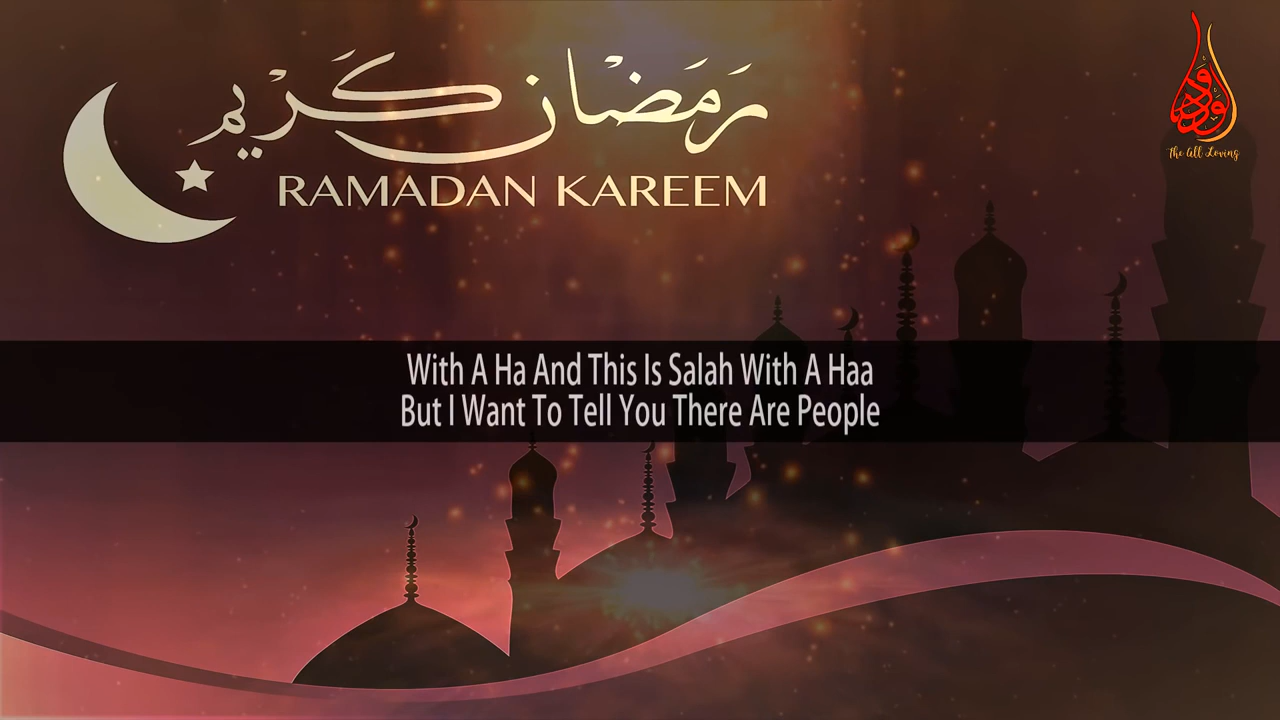 رَمَضَان كَرِيْم
RAMADAN KAREEM
الودود
The All Loving
With A Ha And This Is Salah With A Haa
But I Want To Tell You There Are People